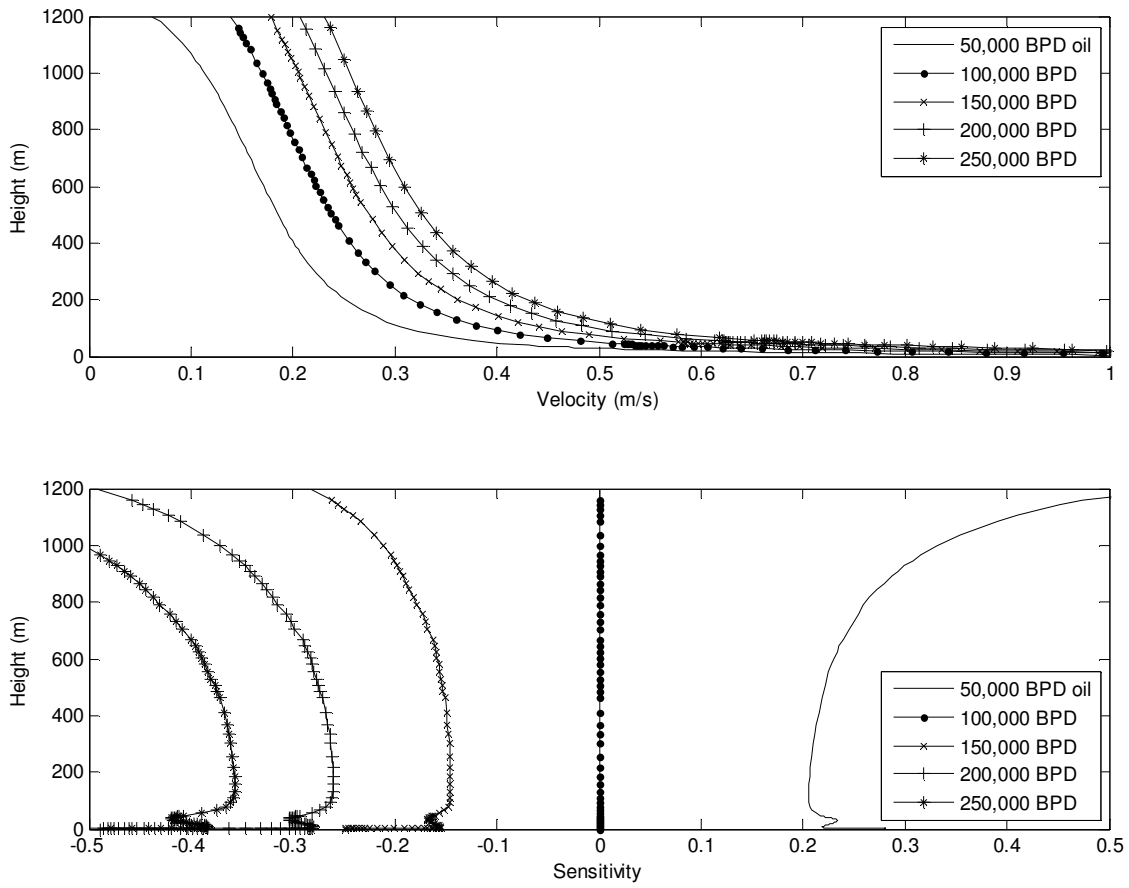 1200
1000
800
600
400
200
0
Height (m)
50,000 BPD oil
100,000 BPD
150,000 BPD
200,000 BPD
250,000 BPD
0 0.1 0.2 0.3 0.4 0.5 0.6 0.7 0.8 0.9 1
Velocity (m/s)
1200
1000
800
600
400
200
0
Height (m)
50,000 BPD oil
100,000 BPD
150,000 BPD
200,000 BPD
250,000 BPD
-0.5 -0.4 -0.3 -0.2 -0.1 0 0.1 0.2 0.3 0.4 0.5
Sensitivity